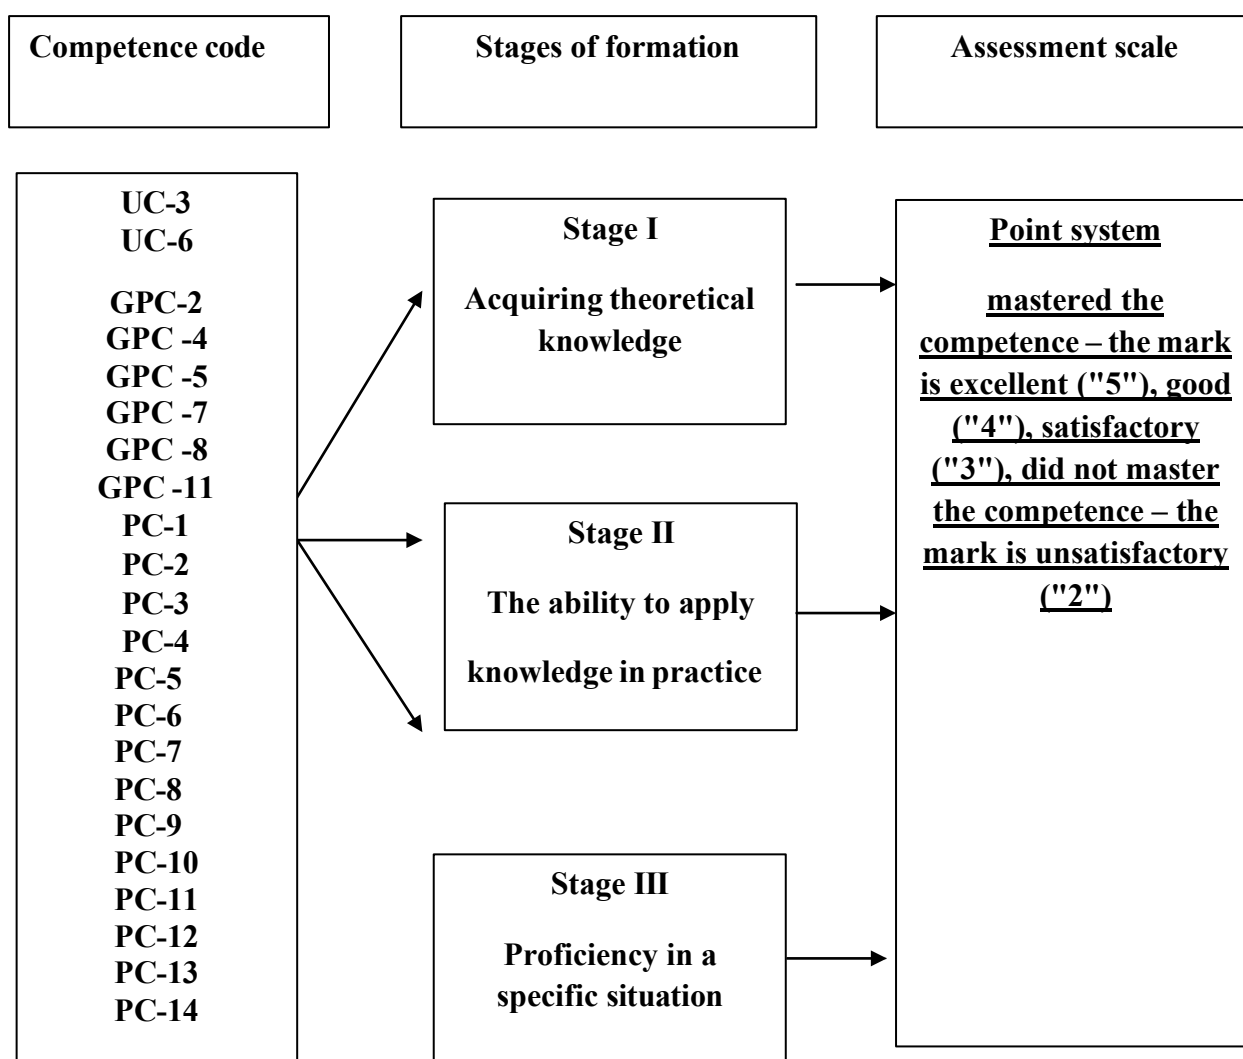 Competence code
Stages of formation
Assessment scale
UC-3
UC-6
GPC-2
GPC -4
GPC -5
GPC -7
GPC -8
GPC -11
PC-1
PC-2
PC-3
PC-4
PC-5
PC-6
PC-7
PC-8
PC-9
PC-10
PC-11
PC-12
PC-13
PC-14
Stage I
Acquiring theoretical
knowledge
Stage II
The ability to apply
knowledge in practice
Stage III
Proficiency in a
specific situation
Point system
mastered the
competence – the mark
is excellent ("5"), good
("4"), satisfactory
("3"), did not master
the competence – the
mark is unsatisfactory
("2")